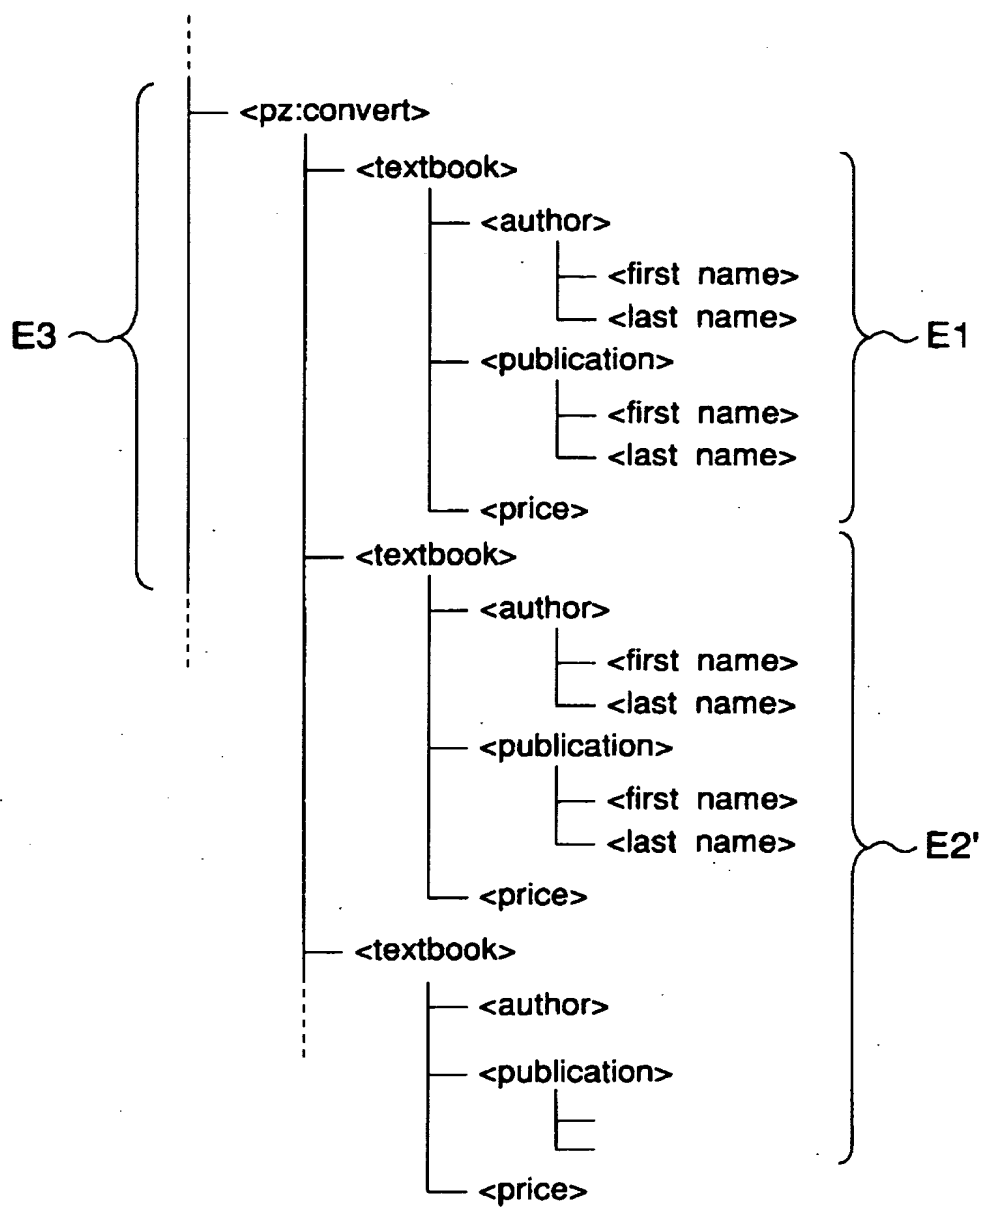 <pz:convert>
<textbook>
<author>
<first name>
E3
<last name>
E1
<publication>
<first name>
<last name>
<price>
<textbook>
<author>
<first name>
<last name>
<publication>
<first name>
<last name>
E2'
<price>
<textbook>
<author>
<publication>
<price>